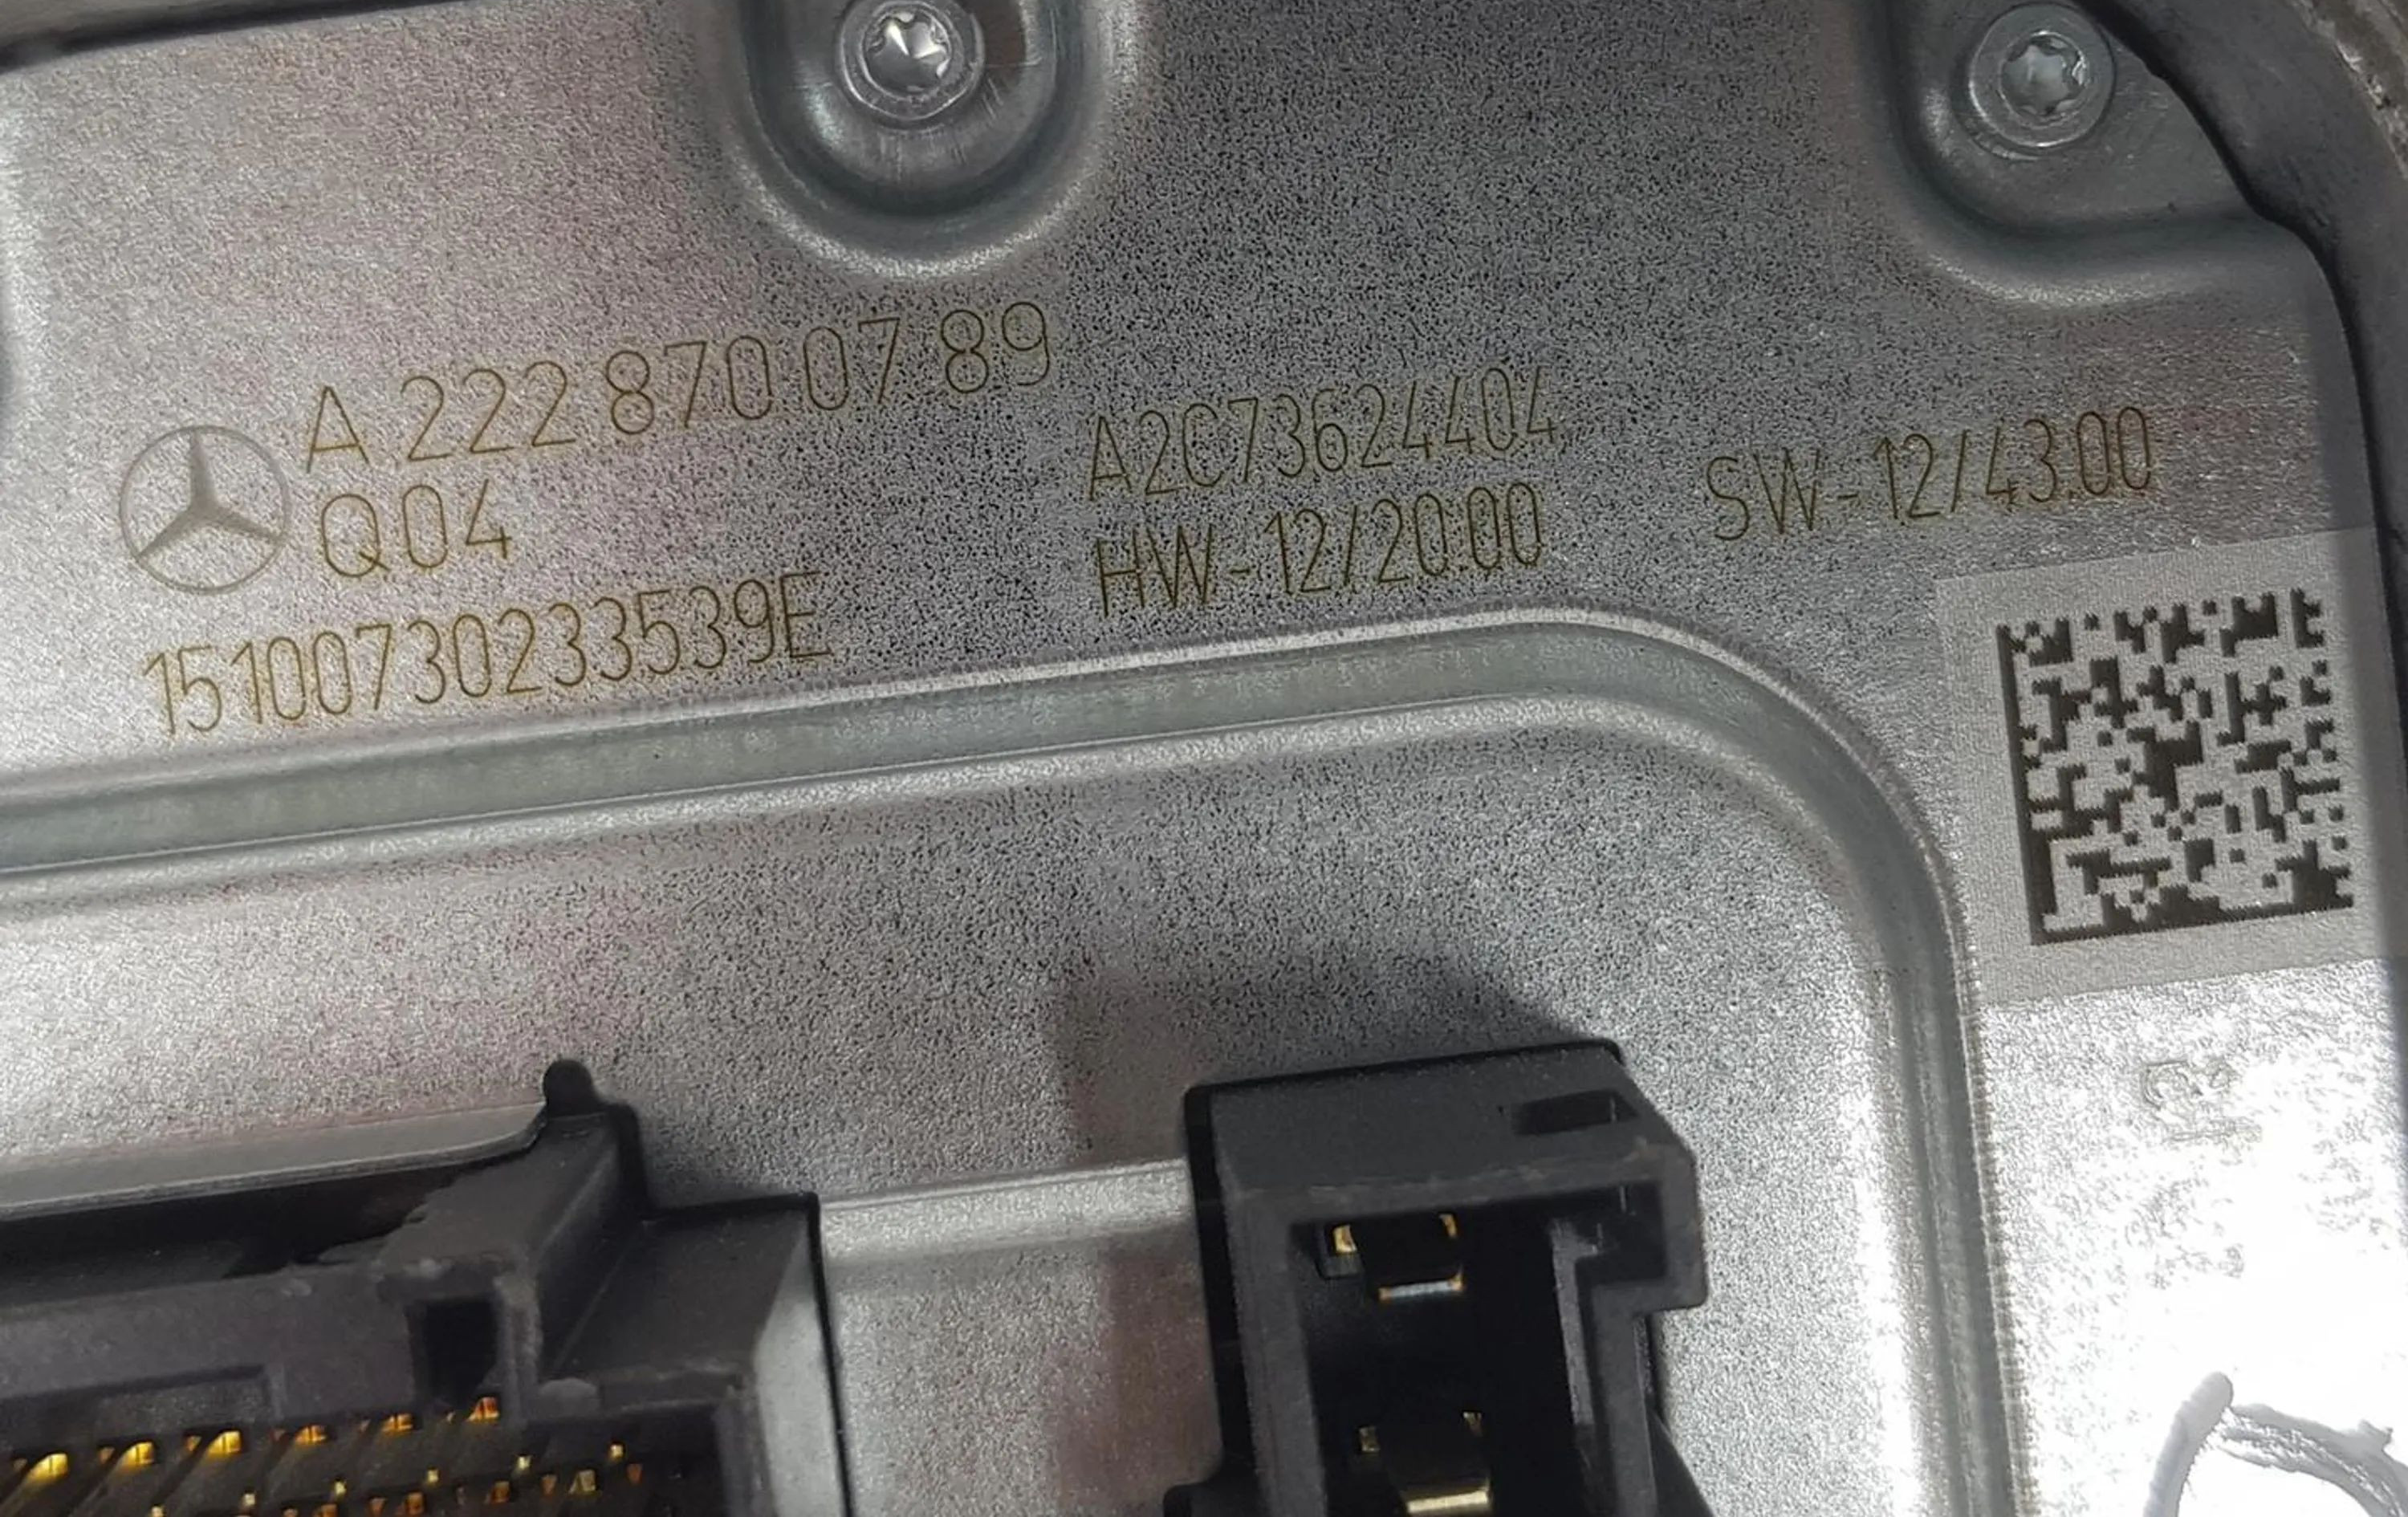 A 222 870 07 89
Q04
15100730233539E
A2C73624404
HW-12/20.00
SW-12/43.00